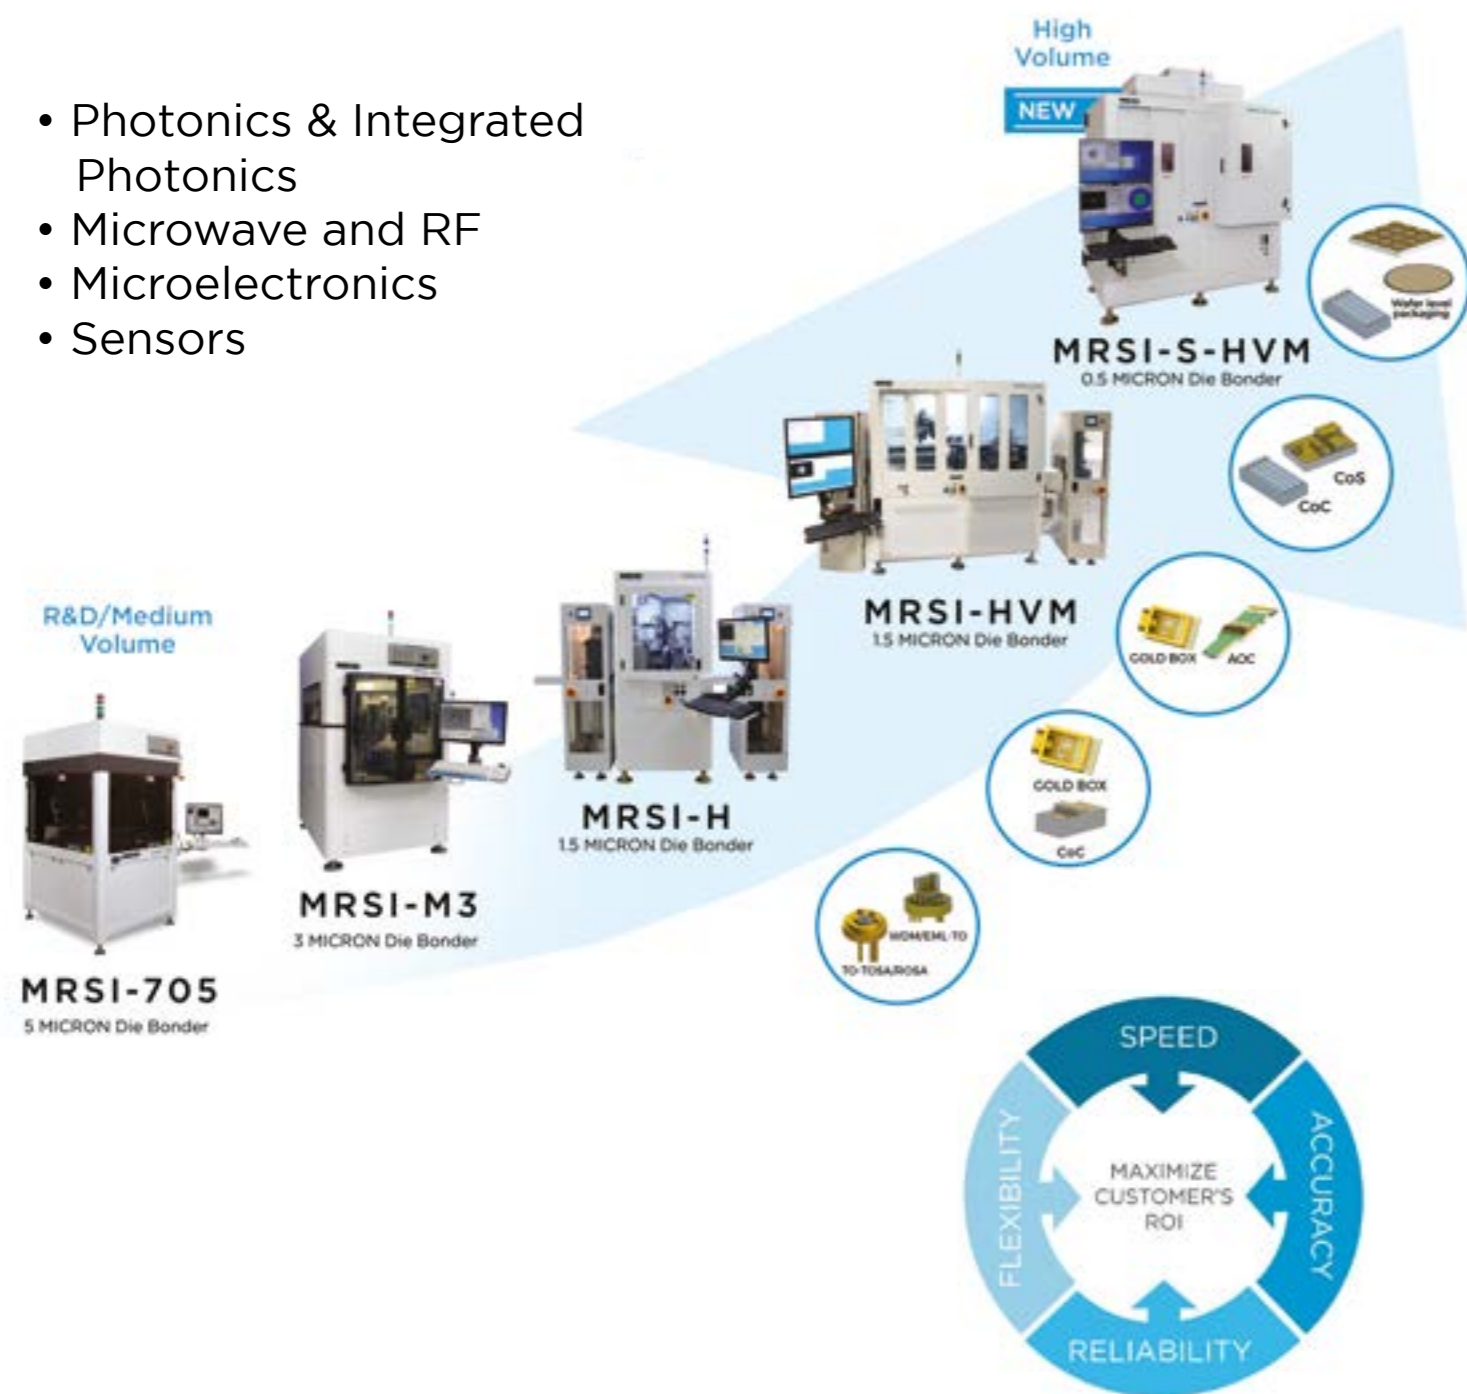 • Photonics & Integrated
Photonics
• Microwave and RF
• Microelectronics
• Sensors
High
Volume
NEW
Wafer level
packaging
MRSI-S-HVM
0.5 MICRON Die Bonder
CoS
CoC
MRSI-HVM
1.5 MICRON Die Bonder
GOLD BOX
AOC
R&D/Medium
Volume
MRSI-H
1.5 MICRON Die Bonder
GOLD BOX
CoC
MRSI-M3
3 MICRON Die Bonder
WDM/EML-TO
TO-TOSA/ROSA
MRSI-705
5 MICRON Die Bonder
SPEED
FLEXIBILITY
ACCURACY
MAXIMIZE
CUSTOMER'S
ROI
RELIABILITY